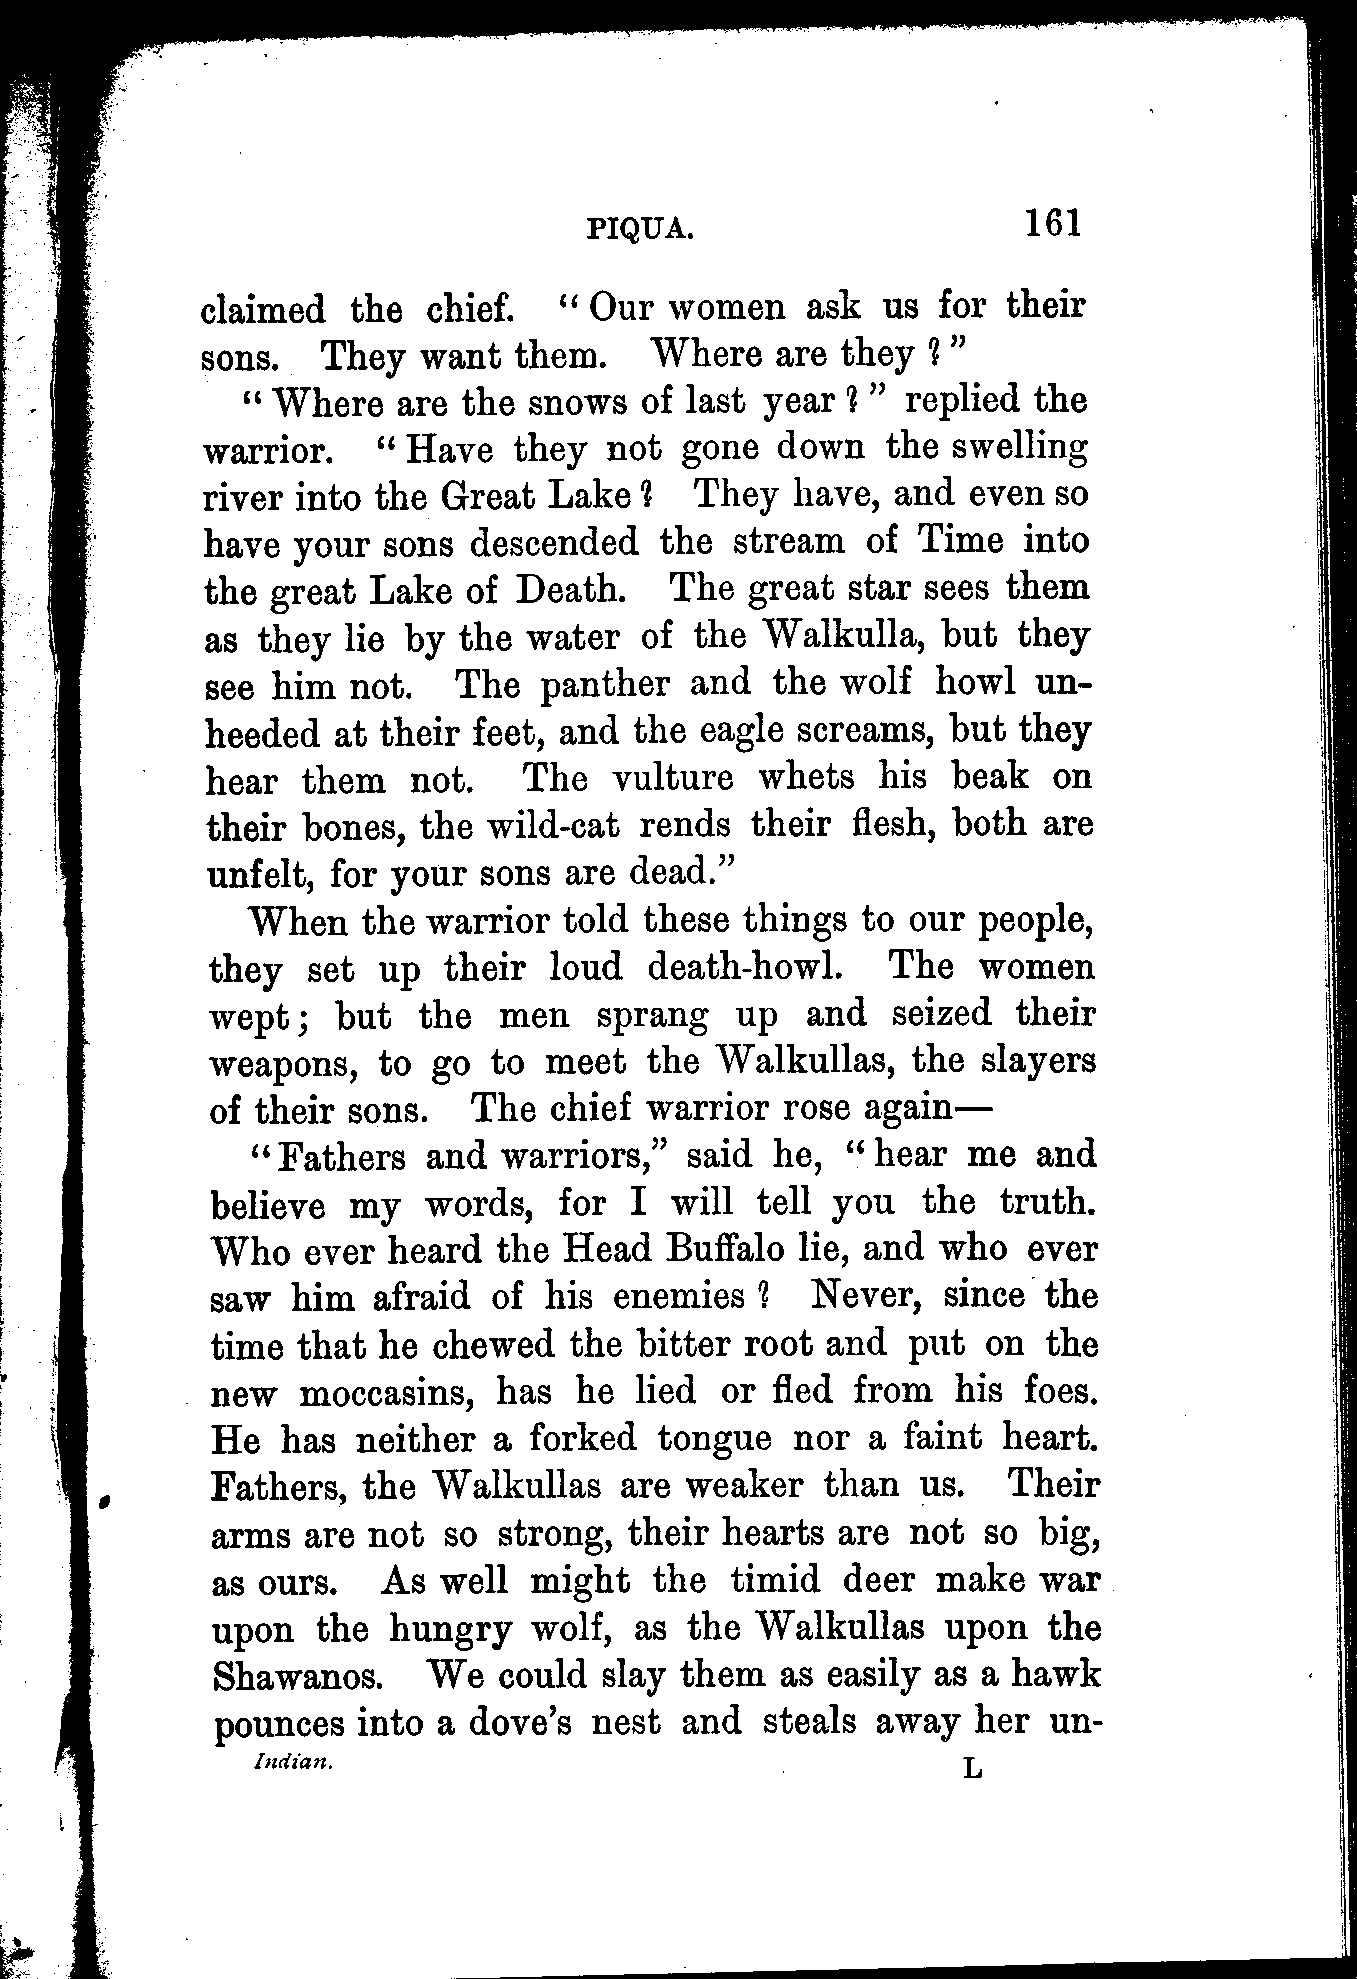 PIQUA. 161
claimed the chief. “Our women ask us for their
sons. They want them. Where are they?”
“Where are the snows of last year?” replied the
warrior. “Have they not gone down the swelling
river into the Great Lake? They have, and even so
have your sons descended the stream of Time into
the great Lake of Death. The great star sees them
as they lie by the water of the Walkulla, but they
see him not. The panther and the wolf howl un-
heeded at their feet, and the eagle screams, but they
hear them not. The vulture whets his beak on
their bones, the wild-cat rends their flesh, both are
unfelt, for your sons are dead.”
When the warrior told these things to our people,
they set up their loud death-howl. The women
wept; but the men sprang up and seized their
weapons, to go to meet the Walkullas, the slayers
of their sons. The chief warrior rose again—
“Fathers and warriors,” said he, “hear me and
believe my words, for I will tell you the truth.
Who ever heard the Head Buffalo lie, and who ever
saw him afraid of his enemies? Never, since the
time that he chewed the bitter root and put on the
new moccasins, has he lied or fled from his foes.
He has neither a forked tongue nor a faint heart.
Fathers, the Walkullas are weaker than us. Their
arms are not so strong, their hearts are not so big,
as ours. As well might the timid deer make war
upon the hungry wolf, as the Walkullas upon the
Shawanos. We could slay them as easily as a hawk
pounces into a dove’s nest and steals away her un-
Indian. L